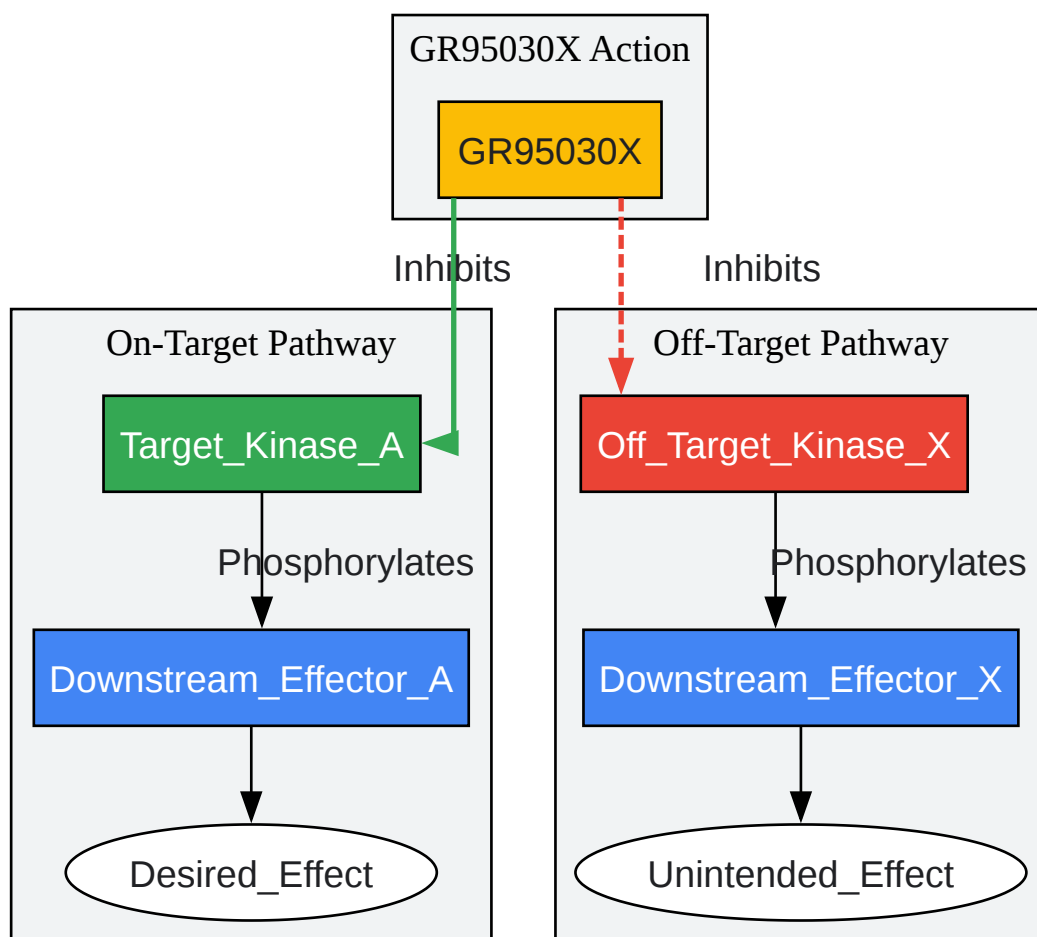 GR95030X Action
GR95030X
Inhibits
Inhibits
On-Target Pathway
Off-Target Pathway
Target_Kinase_A
Off_Target_Kinase_X
Phosphorylates
Phosphorylates
Downstream_Effector_A
Downstream_Effector_X
Desired_Effect
Unintended_Effect